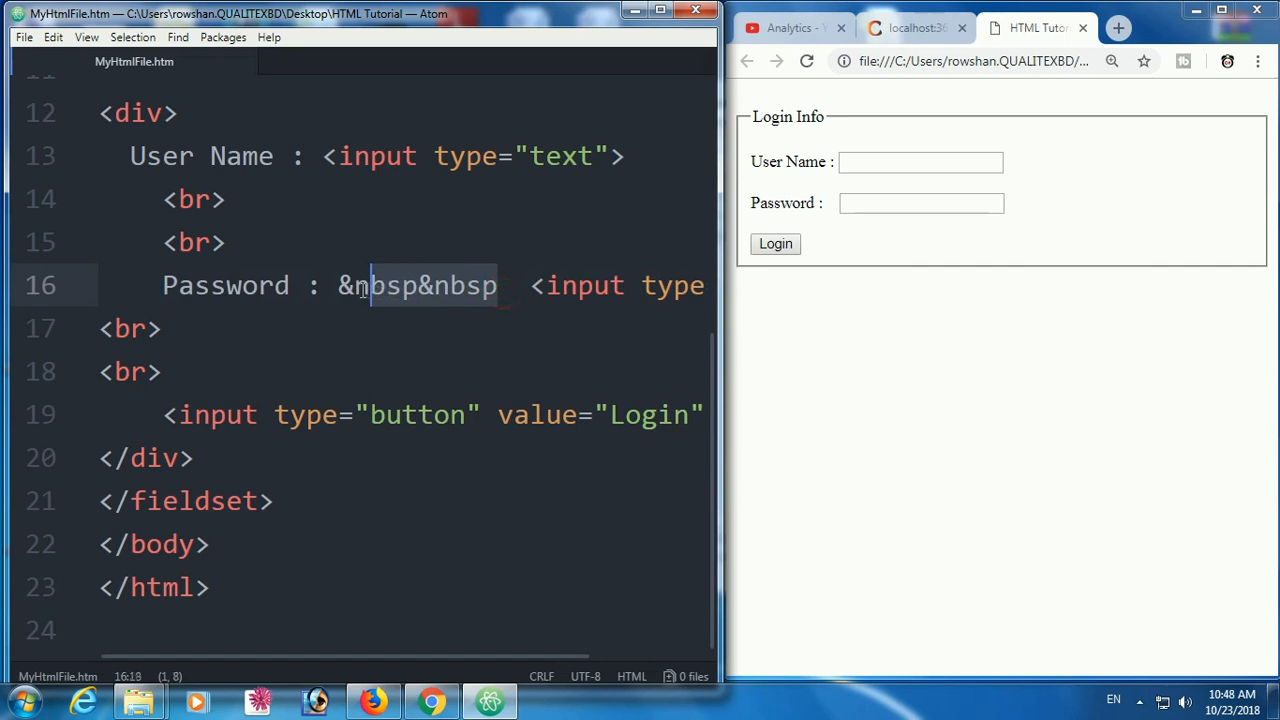 MyHtmlFile.htm — C:\Users\rowshan.QUALITEXBD\Desktop\HTML Tutorial — Atom
File Edit View Selection Find Packages Help
MyHtmlFile.htm
12 <div>
13 User Name : <input type="text">
14 <br>
15 <br>
16 Password : &nbsp&nbsp <input type
17 <br>
18 <br>
19 <input type="button" value="Login"
20 </div>
21 </fieldset>
22 </body>
23 </html>
24
MyHtmlFile.htm 16:18 (1, 8) CRLF UTF-8 HTML 0 files
Analytics - Y localhost:36 HTML Tutor
file:///C:/Users/rowshan.QUALITEXBD/...
Login Info
User Name :
Password :
Login
EN 10:48 AM
10/23/2018